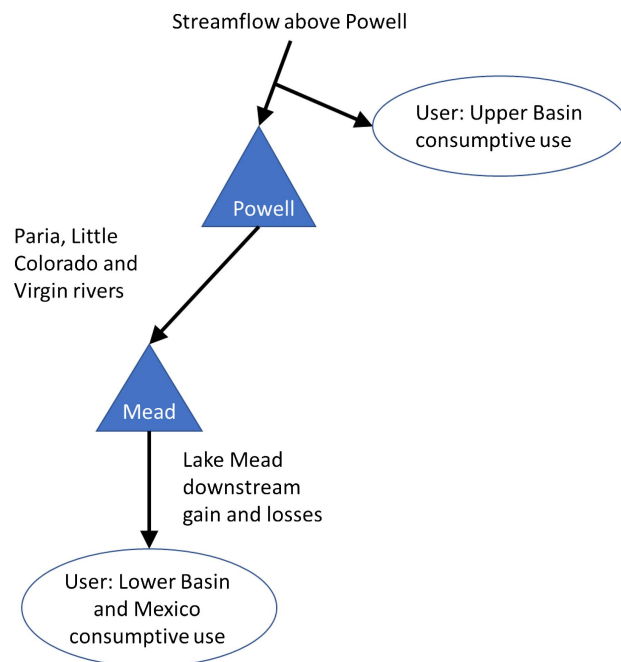 Streamflow above Powell
User: Upper Basin
consumptive use
Powell
Paria, Little
Colorado and
Virgin rivers
Mead
Lake Mead
downstream
gain and losses
User: Lower Basin
and Mexico
consumptive use